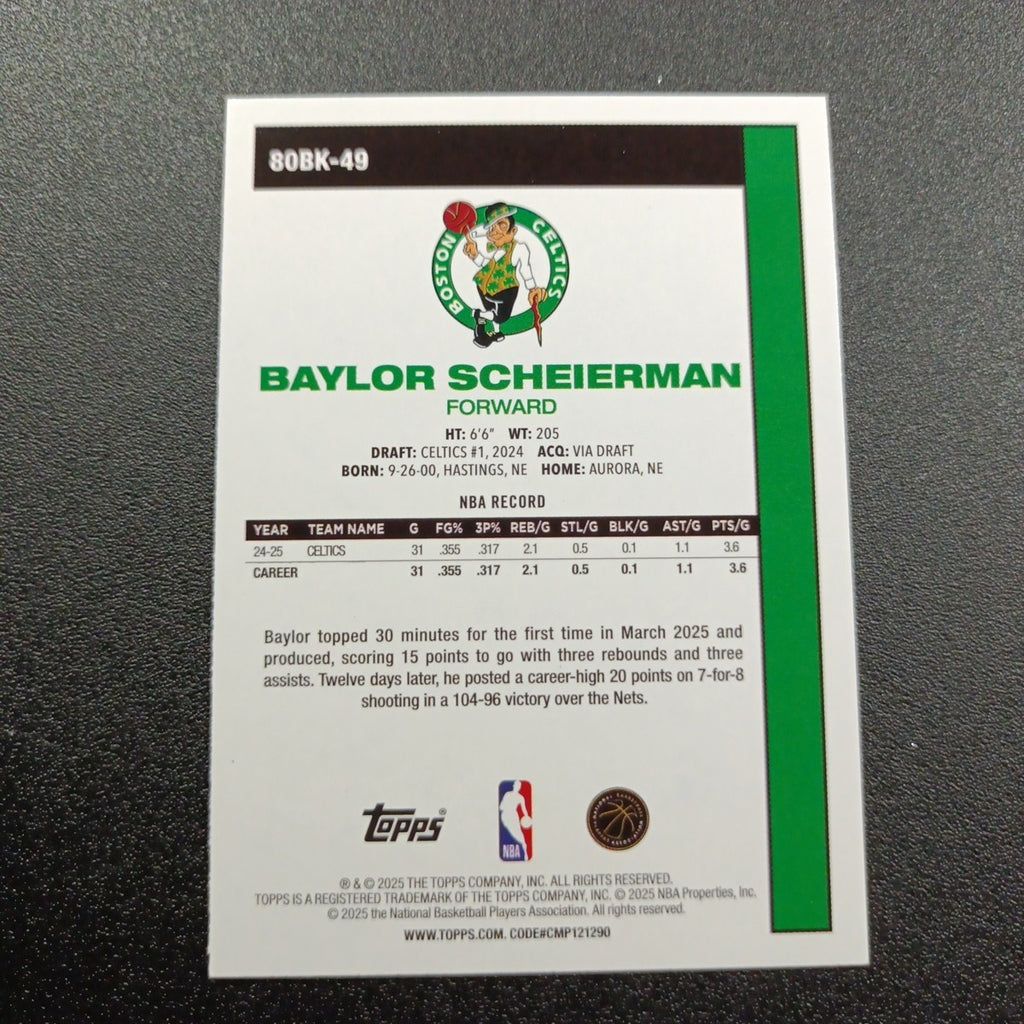 80BK-49
BOSTON CELTICS
BAYLOR SCHEIERMAN
FORWARD
HT: 6'6" WT: 205
DRAFT: CELTICS #1, 2024 ACQ: VIA DRAFT
BORN: 9-26-00, HASTINGS, NE HOME: AURORA, NE
NBA RECORD
YEAR TEAM NAME G FG% 3P% REB/G STL/G BLK/G AST/G PTS/G
24-25 CELTICS 31 .355 .317 2.1 0.5 0.1 1.1 3.6
CAREER 31 .355 .317 2.1 0.5 0.1 1.1 3.6
Baylor topped 30 minutes for the first time in March 2025 and
produced, scoring 15 points to go with three rebounds and three
assists. Twelve days later, he posted a career-high 20 points on 7-for-8
shooting in a 104-96 victory over the Nets.
topps®
NBA
® & © 2025 THE TOPPS COMPANY, INC. ALL RIGHTS RESERVED.
TOPPS IS A REGISTERED TRADEMARK OF THE TOPPS COMPANY, INC. © 2025 NBA Properties, Inc.
© 2025 the National Basketball Players Association. All rights reserved.
WWW.TOPPS.COM. CODE#CMP121290